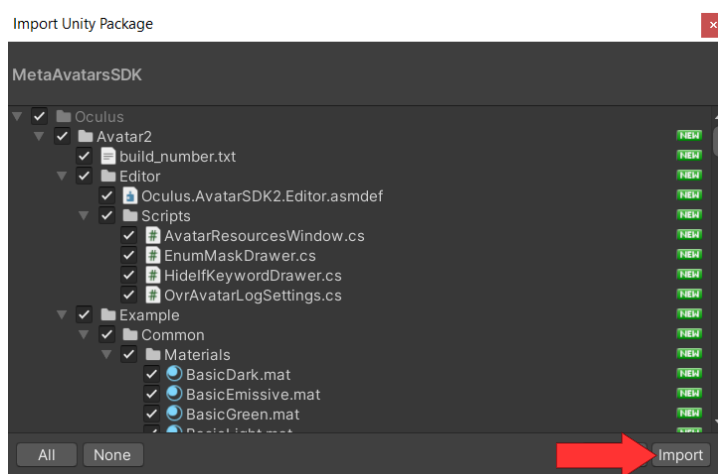 Import Unity Package
×
MetaAvatarsSDK
Oculus
Avatar2 NEW
build_number.txt NEW
Editor NEW
Oculus.AvatarSDK2.Editor.asmdef NEW
Scripts NEW
AvatarResourcesWindow.cs NEW
EnumMaskDrawer.cs NEW
HideIfKeywordDrawer.cs NEW
OvrAvatarLogSettings.cs NEW
Example NEW
Common NEW
Materials NEW
BasicDark.mat NEW
BasicEmissive.mat NEW
BasicGreen.mat NEW
BasicLight.mat NEW
All None Import